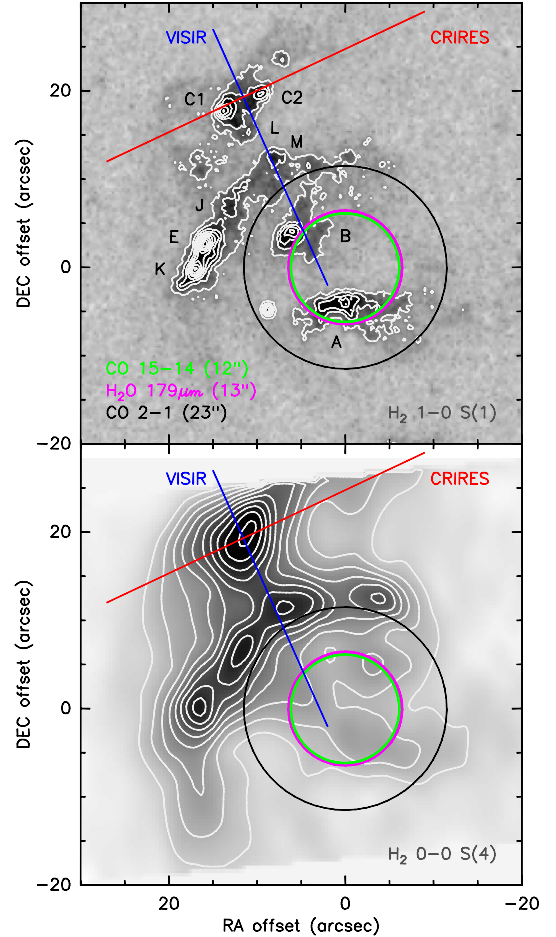 VISIR
CRIRES
20
C1
C2
L
M
J
E
B
K
0
A
DEC offset (arcsec)
CO 15−14 (12")
H₂O 179μm (13")
CO 2−1 (23")
H₂ 1−0 S(1)
−20
VISIR
CRIRES
20
0
DEC offset (arcsec)
H₂ 0−0 S(4)
−20
20
0
−20
RA offset (arcsec)